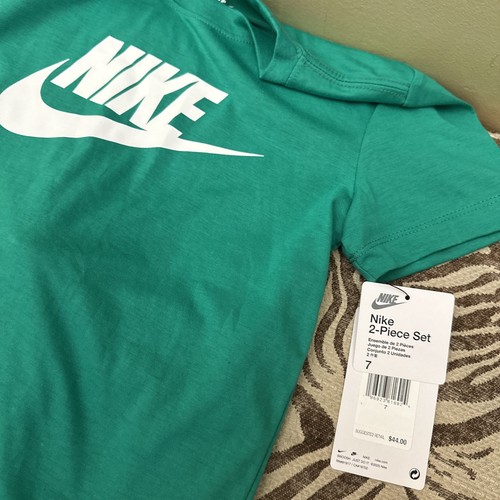 NIKE
NIKE
Nike
2-Piece Set
Ensemble de 2 Pièces
Juego de 2 Piezas
Conjunto 2 Unidades
7
7
SUGGESTED RETAIL $44.00
NIKE